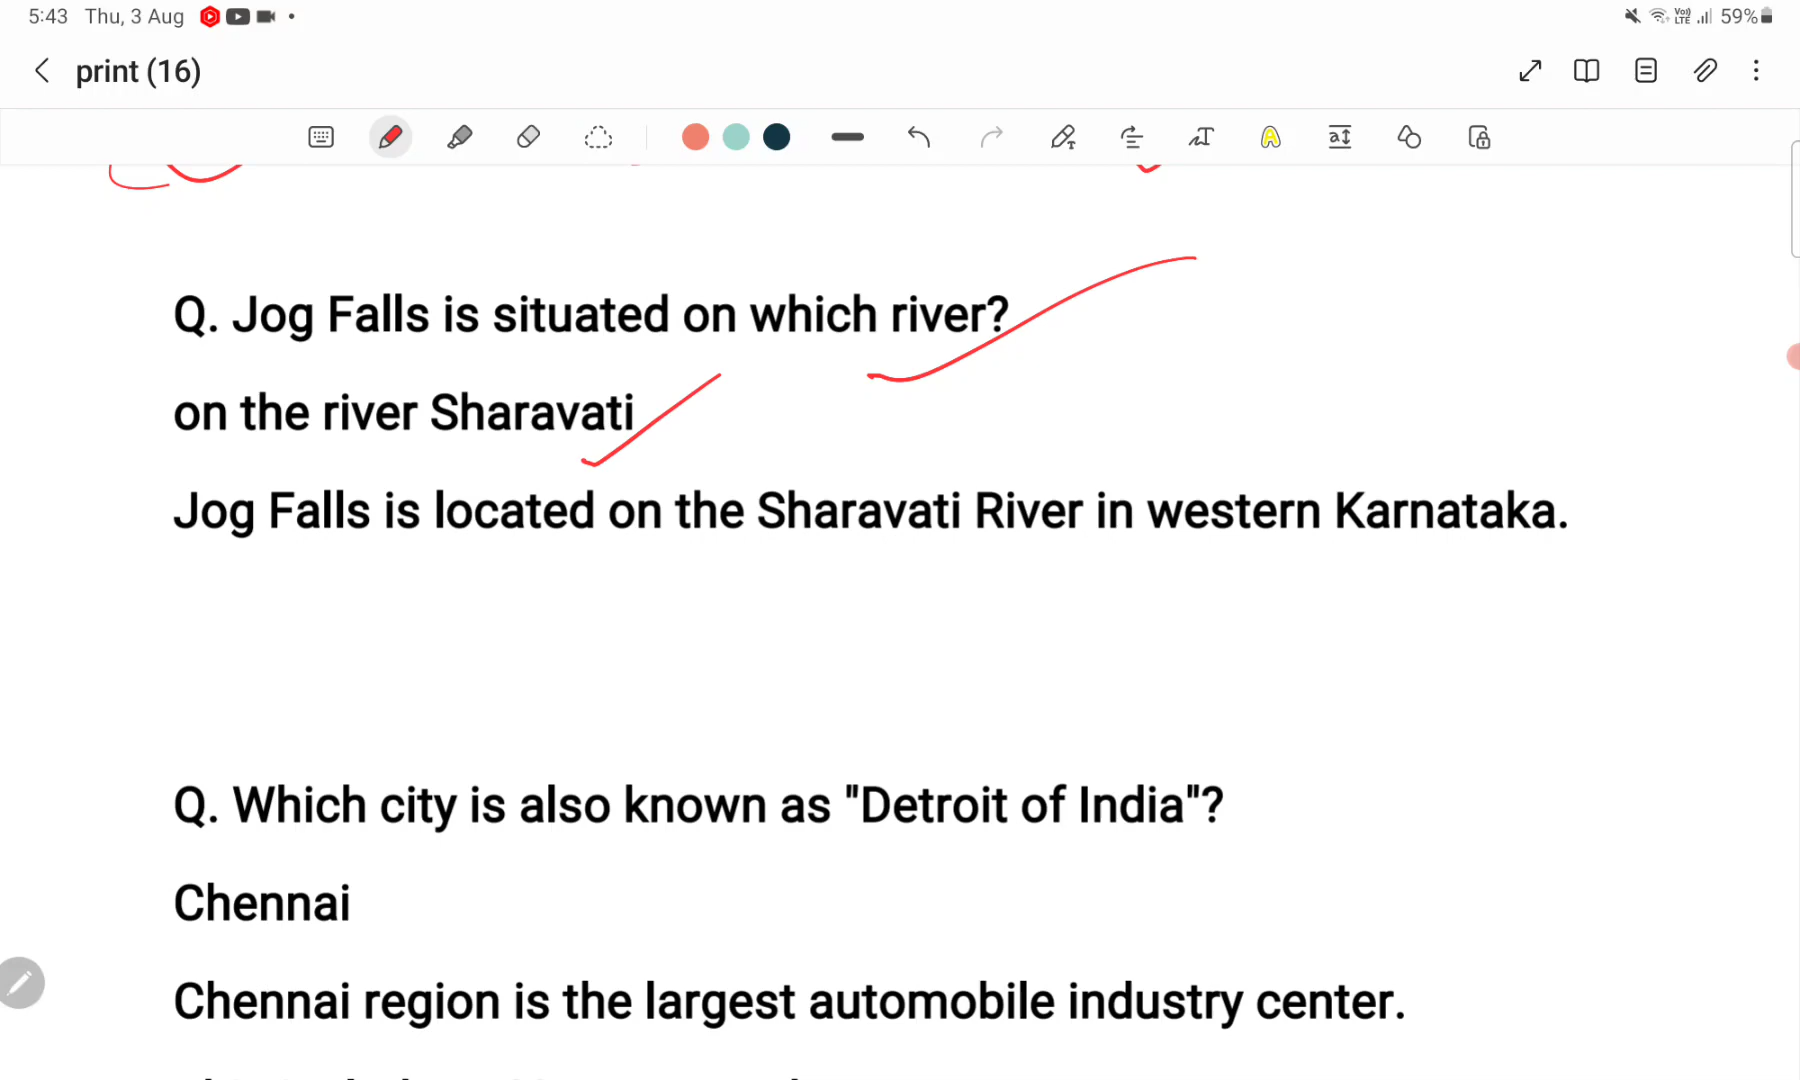 5:43 Thu, 3 Aug
Vo)) LTE 59%
print (16)
Q. Jog Falls is situated on which river?
on the river Sharavati
Jog Falls is located on the Sharavati River in western Karnataka.
Q. Which city is also known as "Detroit of India"?
Chennai
Chennai region is the largest automobile industry center.